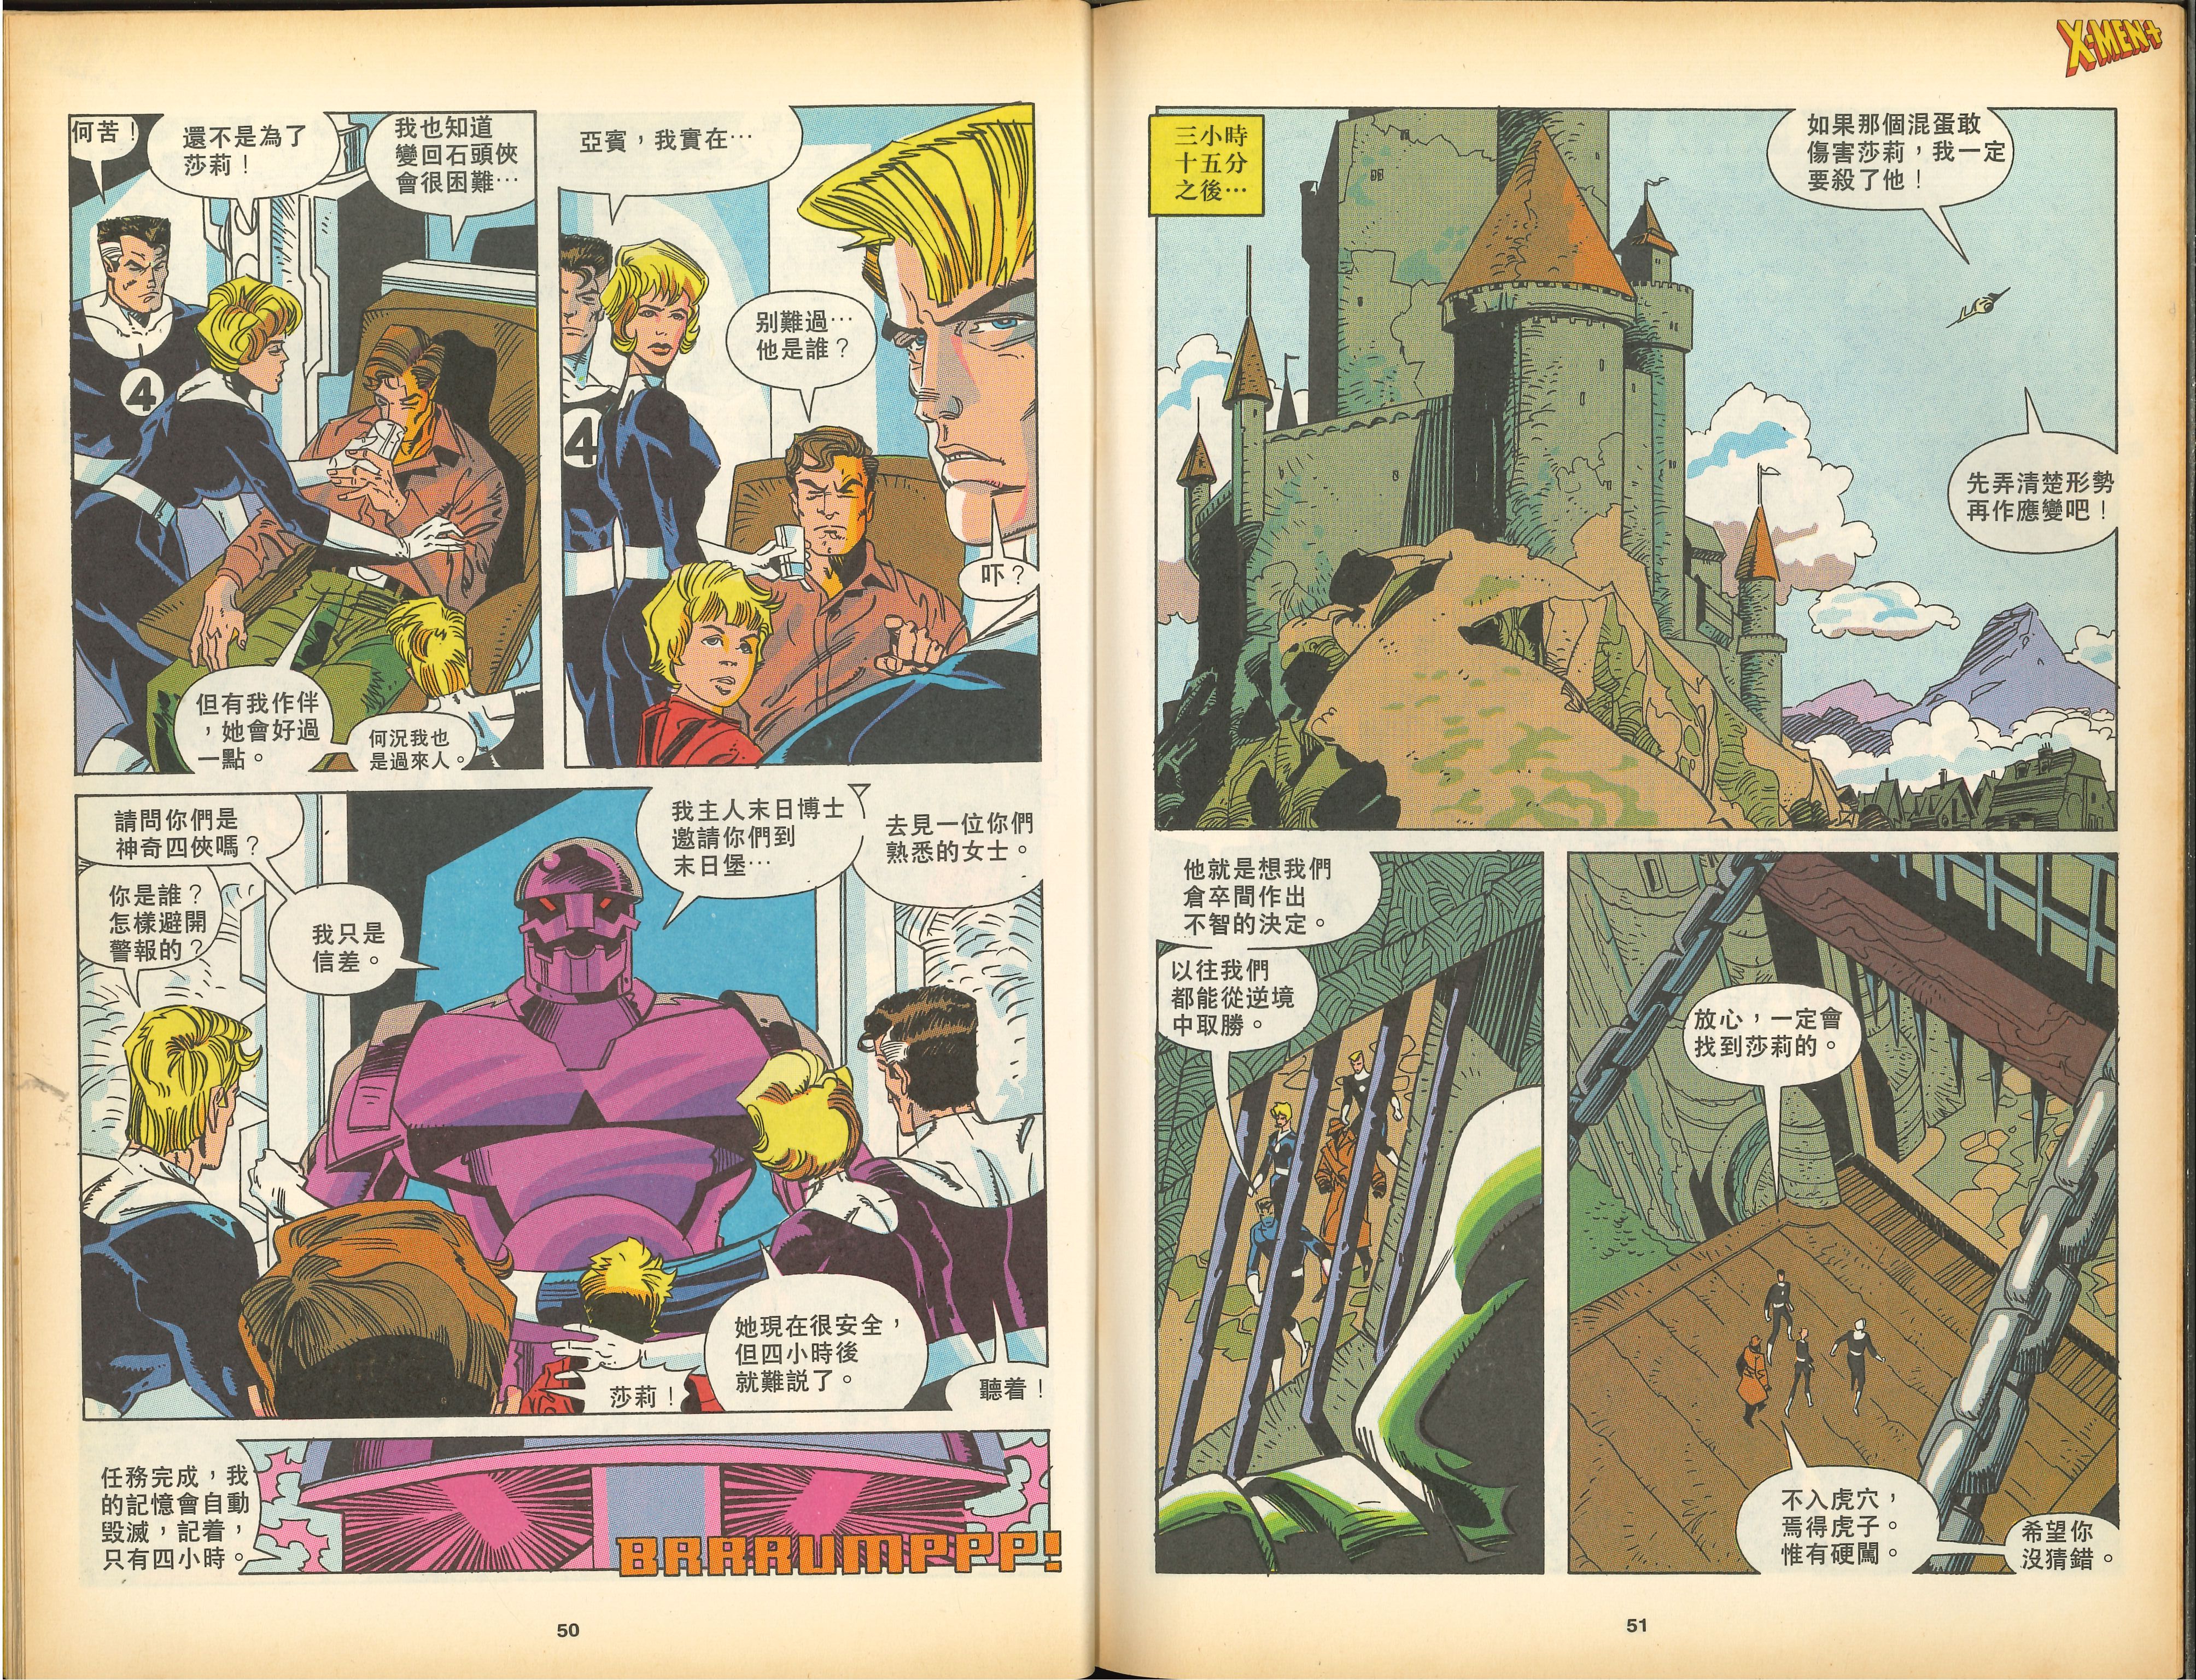 何苦！
還不是為了
莎莉！
我也知道
變回石頭俠
會很困難…
但有我作伴
，她會好過
一點。
何況我也
是過來人。
4
亞賓，我實在…
别難過…
他是誰？
吓？
4
請問你們是
神奇四俠嗎？
你是誰？
怎樣避開
警報的？
我只是
信差。
我主人末日博士
邀請你們到
末日堡…
去見一位你們
熟悉的女士。
她現在很安全，
但四小時後
就難説了。
莎莉！
聽着！
任務完成，我
的記憶會自動
毀滅，記着，
只有四小時。
BRRRUMPPP!
50
X-MEN+
三小時
十五分
之後…
如果那個混蛋敢
傷害莎莉，我一定
要殺了他！
先弄清楚形勢
再作應變吧！
他就是想我們
倉卒間作出
不智的決定。
以往我們
都能從逆境
中取勝。
放心，一定會
找到莎莉的。
不入虎穴，
焉得虎子。
惟有硬闖。
希望你
沒猜錯。
51